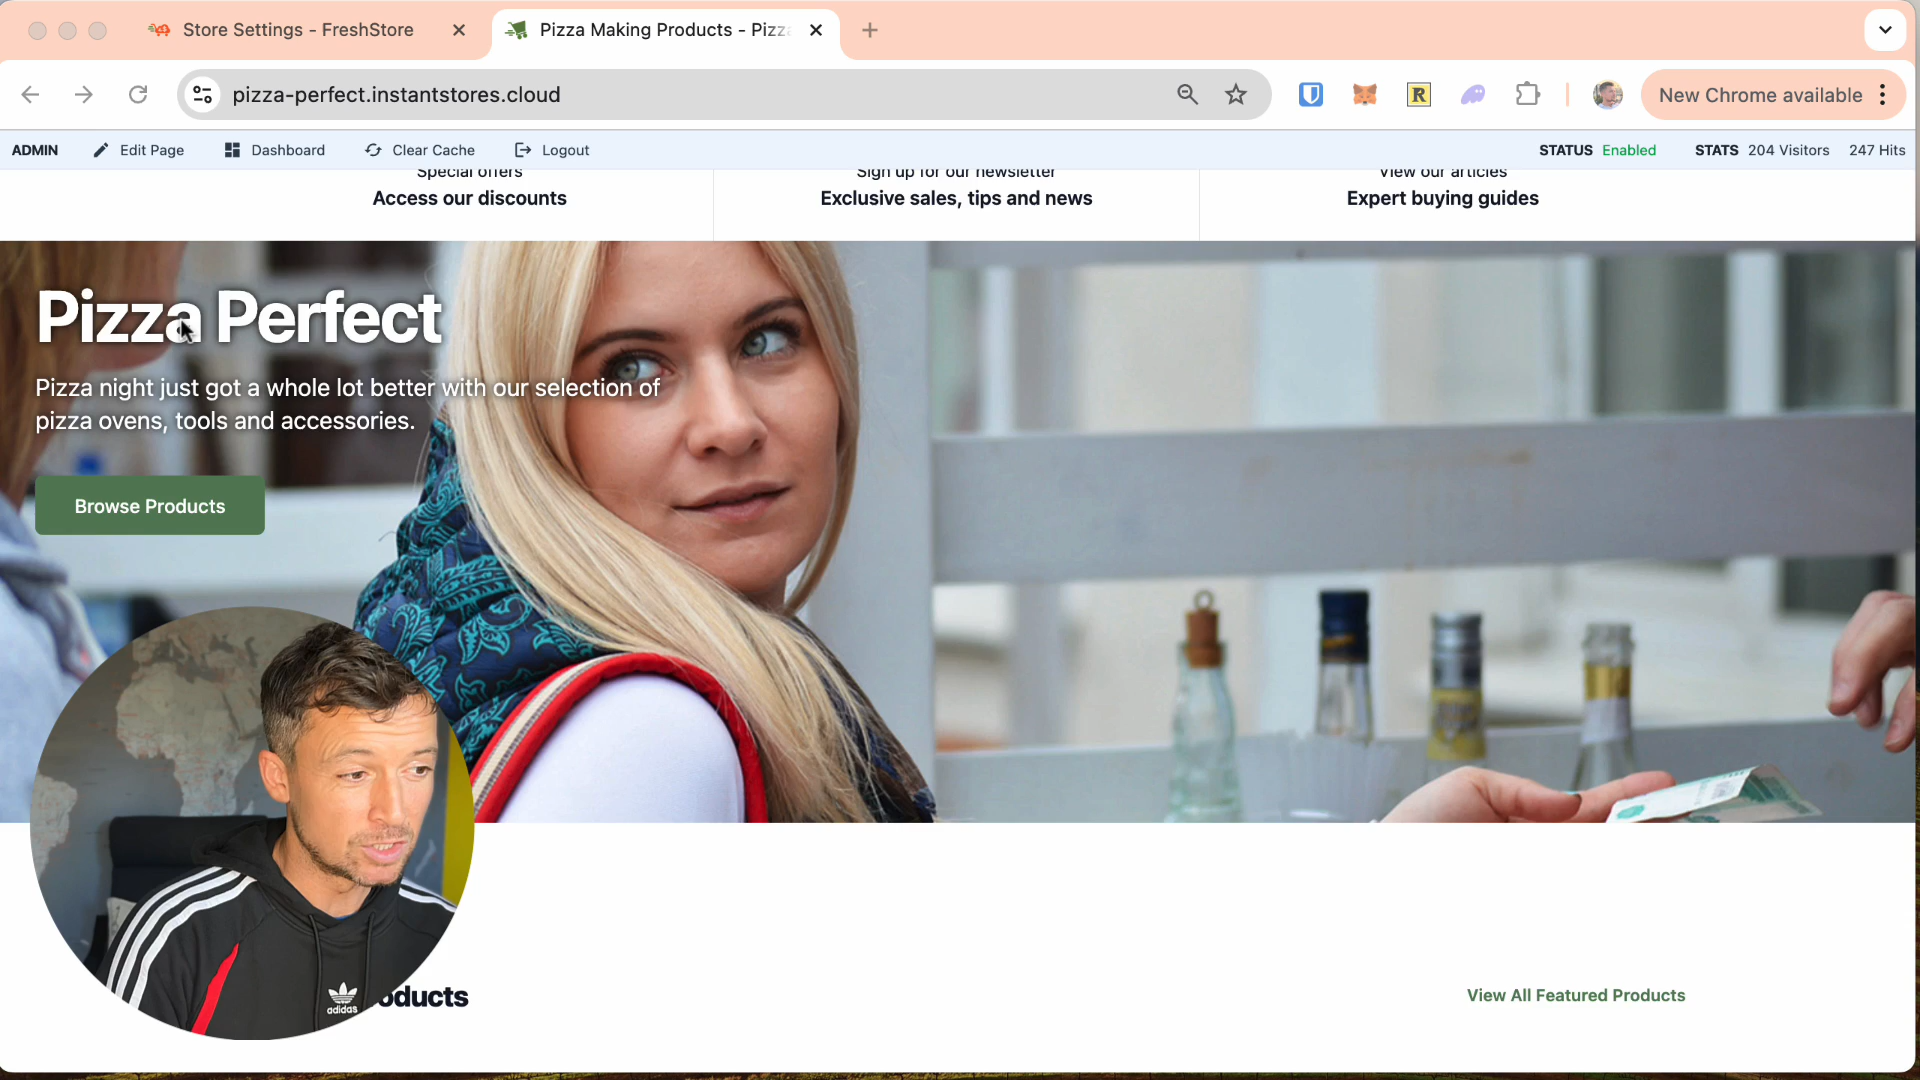 Store Settings - FreshStore
Pizza Making Products - Pizz
pizza-perfect.instantstores.cloud
New Chrome available
ADMIN Edit Page Dashboard Clear Cache Logout STATUS Enabled STATS 204 Visitors 247 Hits
Special offers
Access our discounts
Sign up for our newsletter
Exclusive sales, tips and news
View our articles
Expert buying guides
Pizza Perfect
Pizza night just got a whole lot better with our selection of
pizza ovens, tools and accessories.
Browse Products
oducts
View All Featured Products
adidas